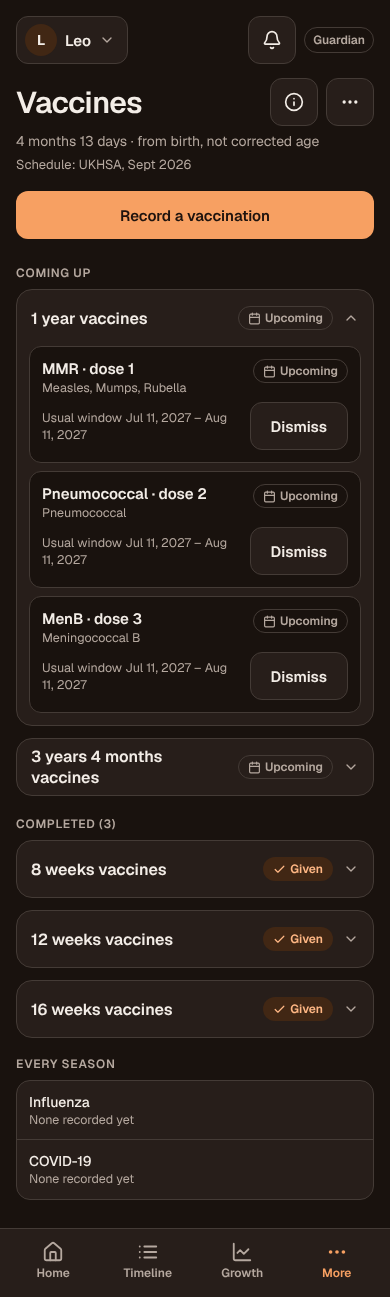 L Leo
Guardian
Vaccines
4 months 13 days · from birth, not corrected age
Schedule: UKHSA, Sept 2026
Record a vaccination
COMING UP
1 year vaccines
Upcoming
MMR · dose 1
Upcoming
Measles, Mumps, Rubella
Usual window Jul 11, 2027 – Aug
11, 2027
Dismiss
Pneumococcal · dose 2
Upcoming
Pneumococcal
Usual window Jul 11, 2027 – Aug
11, 2027
Dismiss
MenB · dose 3
Upcoming
Meningococcal B
Usual window Jul 11, 2027 – Aug
11, 2027
Dismiss
3 years 4 months
vaccines
Upcoming
COMPLETED (3)
8 weeks vaccines
Given
12 weeks vaccines
Given
16 weeks vaccines
Given
EVERY SEASON
Influenza
None recorded yet
COVID-19
None recorded yet
Home
Timeline
Growth
More